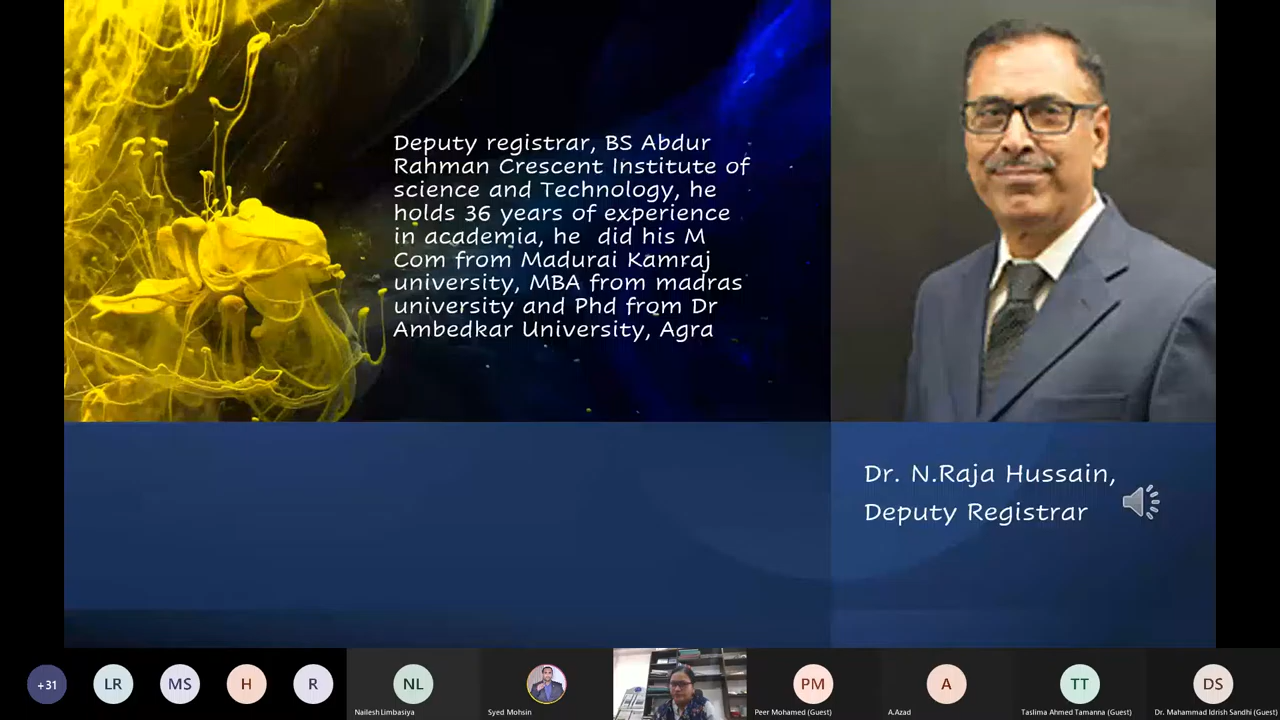 Deputy registrar, BS Abdur
Rahman Crescent Institute of
science and Technology, he
holds 36 years of experience
in academia, he did his M
Com from Madurai Kamraj
university, MBA from madras
university and Phd from Dr
Ambedkar University, Agra
Dr. N.Raja Hussain,
Deputy Registrar
+31
LR
MS
H
R
NL
PM
A
TT
DS
Nailesh Limbasiya
Syed Mohsin
Peer Mohamed (Guest)
A.Azad
Taslima Ahmed Tamanna (Guest)
Dr. Mahammad Idrish Sandhi (Guest)